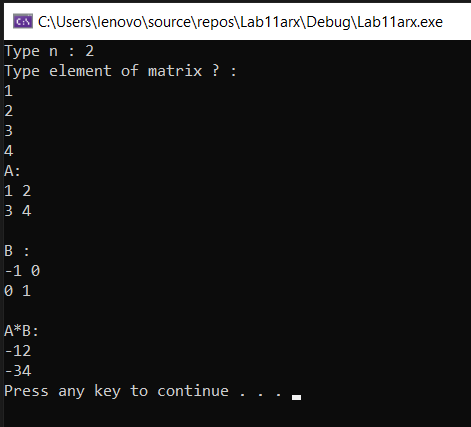 C:\Users\lenovo\source\repos\Lab11arx\Debug\Lab11arx.exe
Type n : 2
Type element of matrix ? :
1
2
3
4
A:
1 2
3 4
B :
-1 0
0 1
A*B:
-12
-34
Press any key to continue . . .